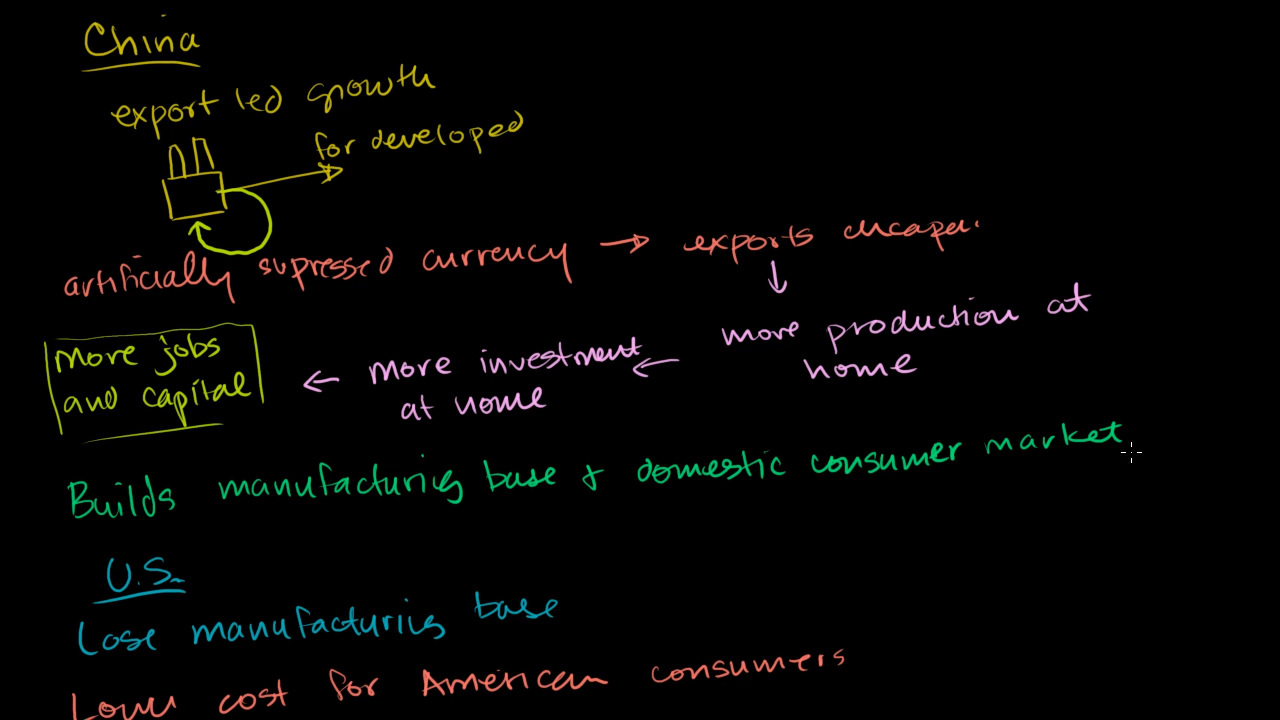 China
export led growth
for developed
artificially supressed currency → exports cheaper
↓
more production at
home
← more investment ←
at home
More jobs
and capital
Builds manufacturing base + domestic consumer market
U.S.
Lose manufacturing base
Lower cost for American consumers